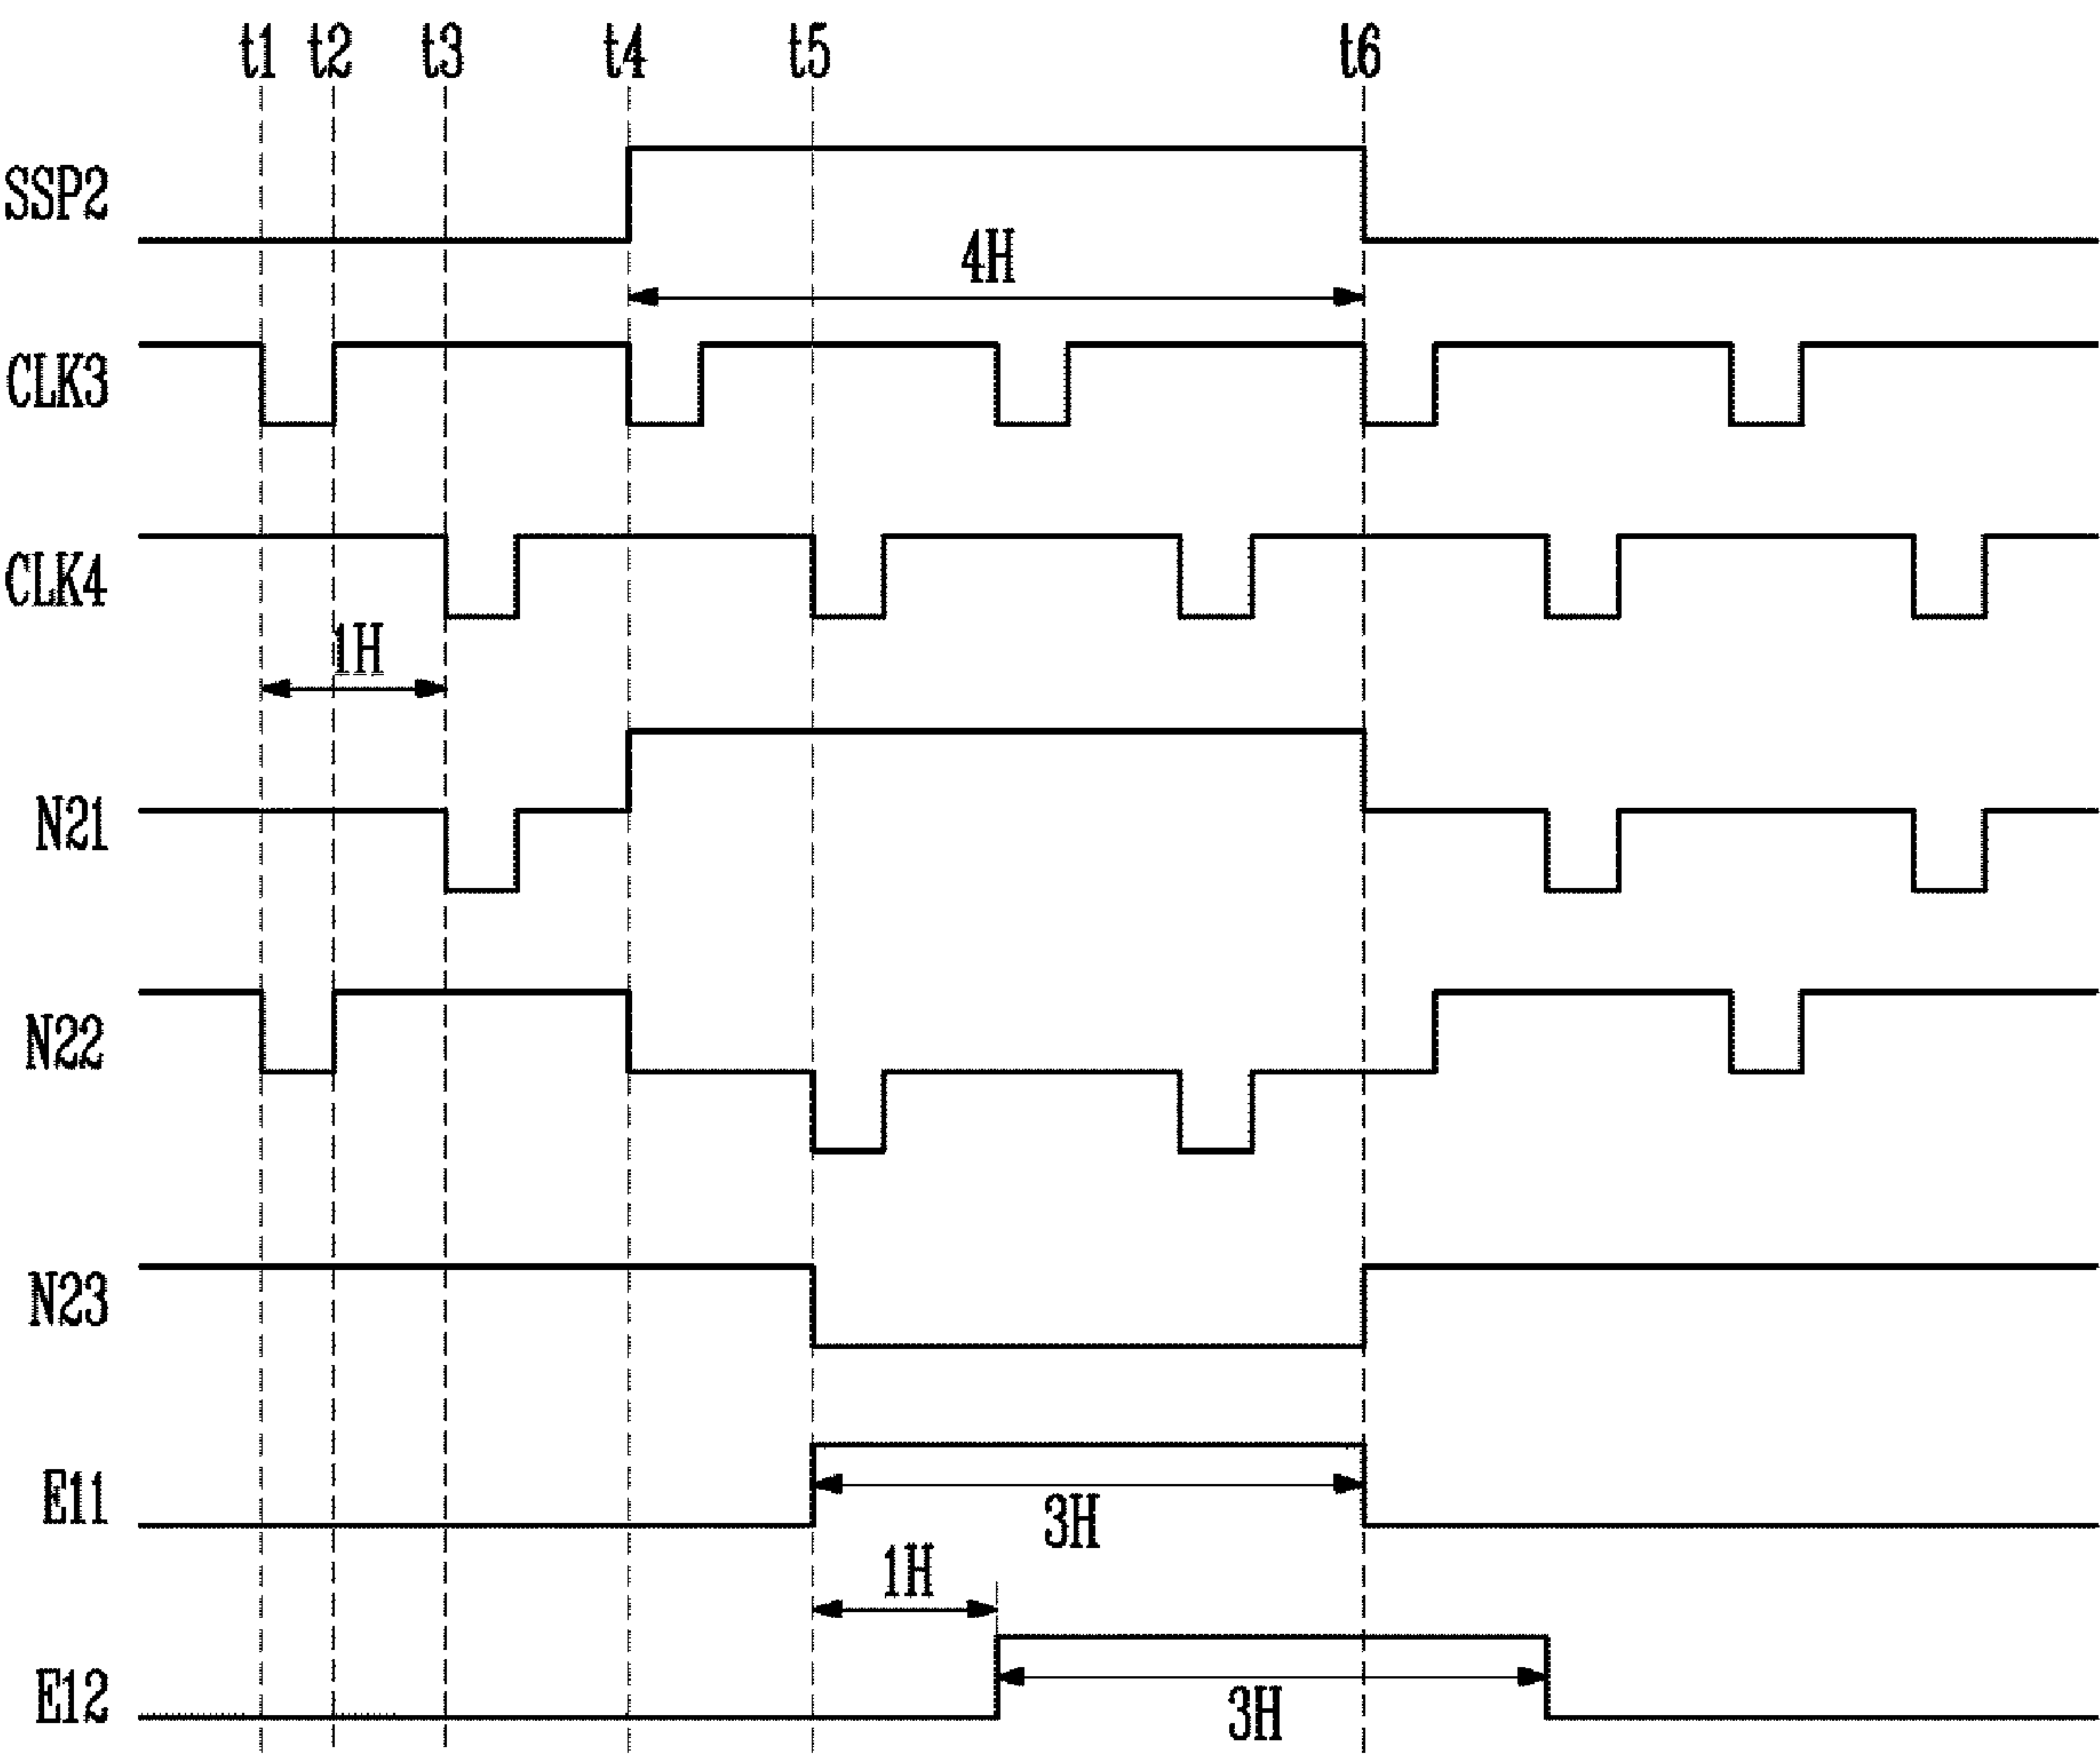 t1 t2 t3 t4 t5 t6
SSP2
4H
CLK3
CLK4
1H
N21
N22
N23
E11
3H
1H
E12
3H